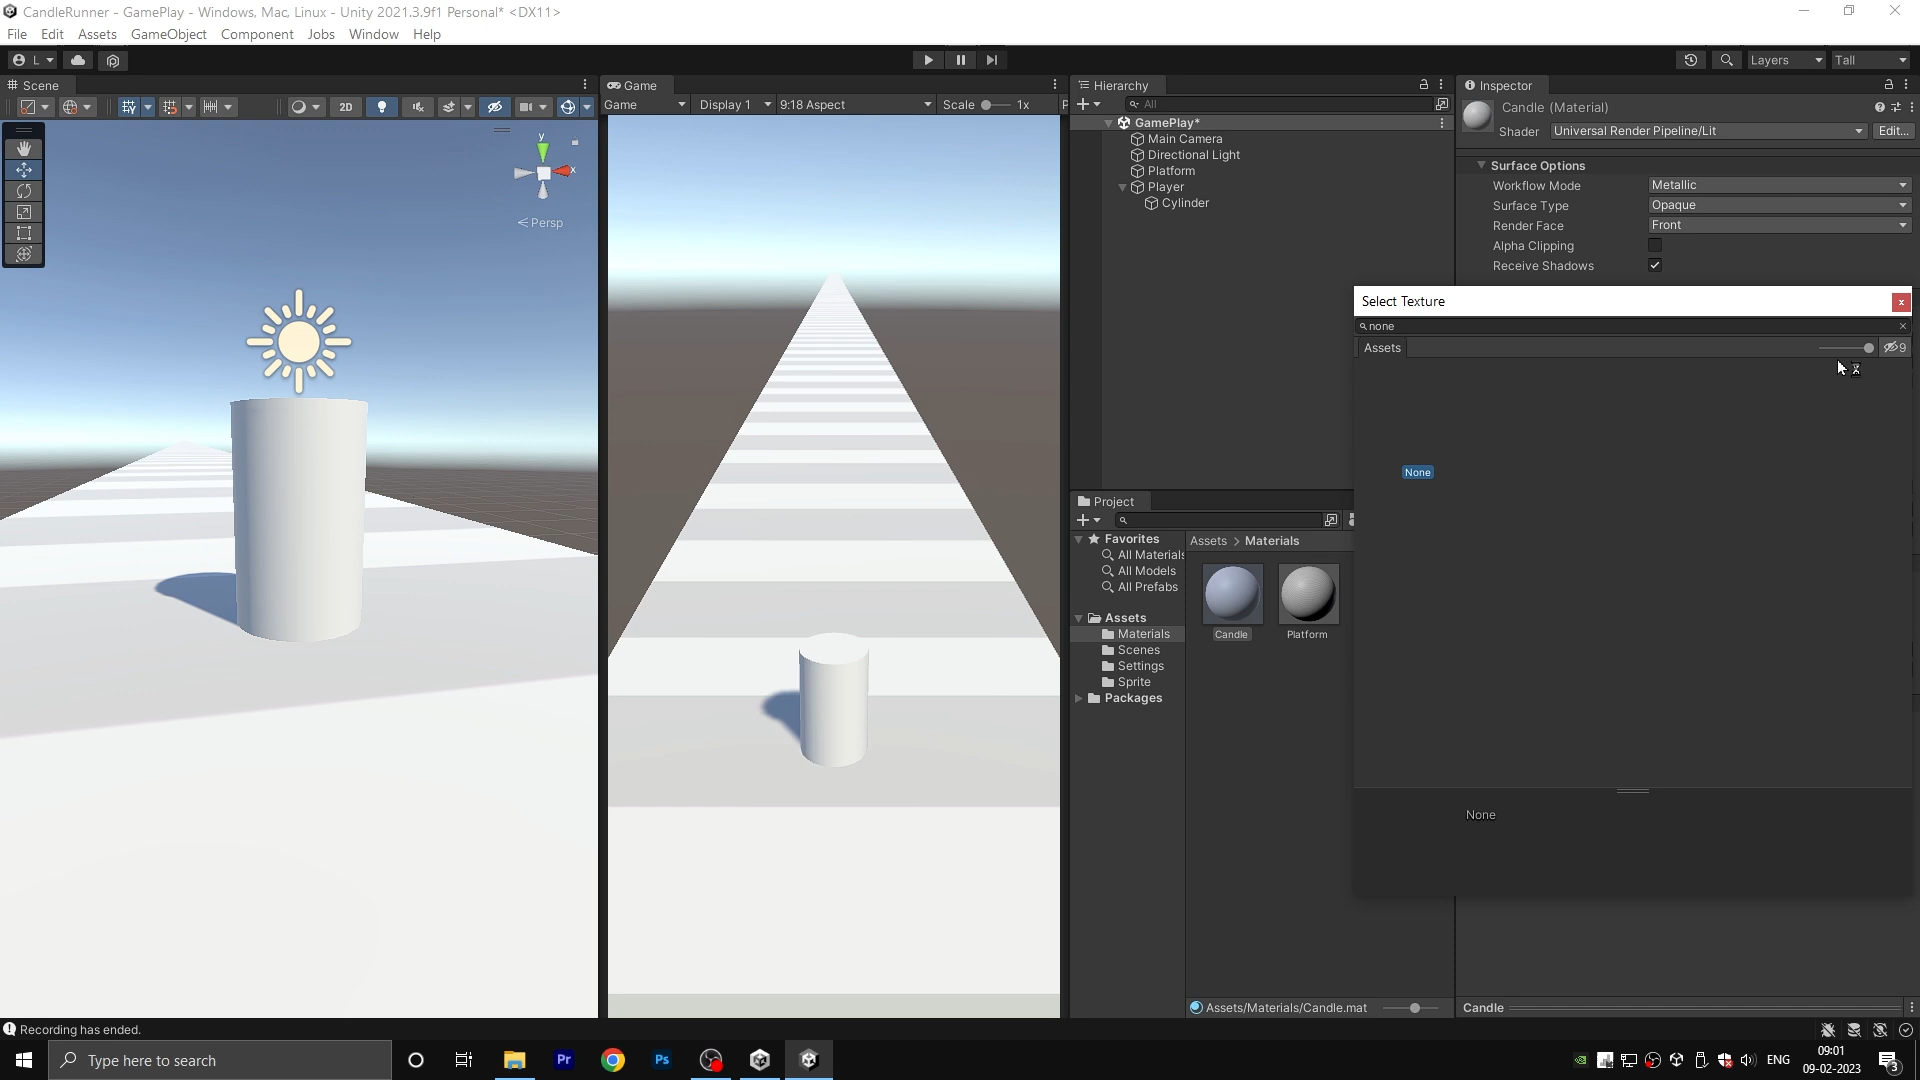 CandleRunner - GamePlay - Windows, Mac, Linux - Unity 2021.3.9f1 Personal* <DX11>
File Edit Assets GameObject Component Jobs Window Help
L Layers Tall
Scene
2D
y
x
Persp
Game
Game Display 1 9:18 Aspect Scale 1x
Hierarchy
All
GamePlay*
Main Camera
Directional Light
Platform
Player
Cylinder
Inspector
Candle (Material)
Shader Universal Render Pipeline/Lit Edit...
Surface Options
Workflow Mode Metallic
Surface Type Opaque
Render Face Front
Alpha Clipping
Receive Shadows
Select Texture
none
Assets 9
None
None
Project
Favorites
All Materials
All Models
All Prefabs
Assets
Materials
Scenes
Settings
Sprite
Packages
Assets > Materials
Candle Platform
Assets/Materials/Candle.mat
Candle
Recording has ended.
Type here to search
Pr
Ps
ENG
09:01
09-02-2023
3